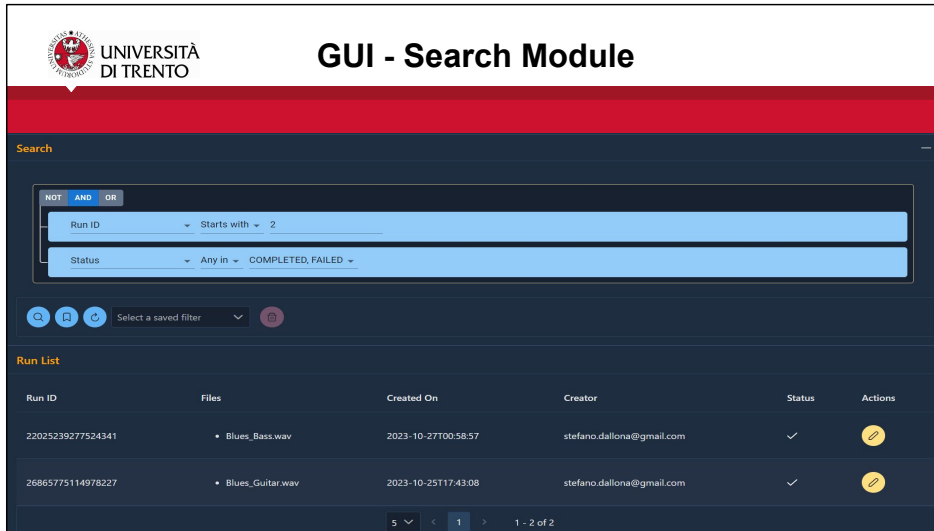 UNIVERSITÀ
DI TRENTO
GUI - Search Module
Search
NOT AND OR
Run ID Starts with 2
Status Any in COMPLETED, FAILED
Select a saved filter
Run List
Run ID Files Created On Creator Status Actions
22025239277524341 • Blues_Bass.wav 2023-10-27T00:58:57 stefano.dallona@gmail.com
26865775114978227 • Blues_Guitar.wav 2023-10-25T17:43:08 stefano.dallona@gmail.com
5 < 1 > 1 - 2 of 2